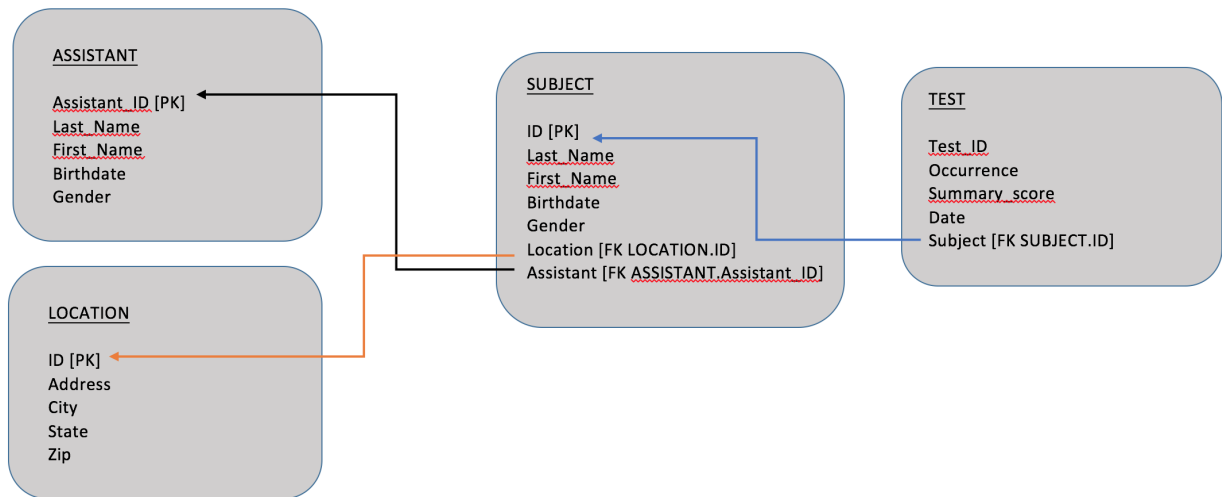 ASSISTANT
Assistant_ID [PK]
Last_Name
First_Name
Birthdate
Gender
LOCATION
ID [PK]
Address
City
State
Zip
SUBJECT
ID [PK]
Last_Name
First_Name
Birthdate
Gender
Location [FK LOCATION.ID]
Assistant [FK ASSISTANT.Assistant_ID]
TEST
Test_ID
Occurrence
Summary_score
Date
Subject [FK SUBJECT.ID]